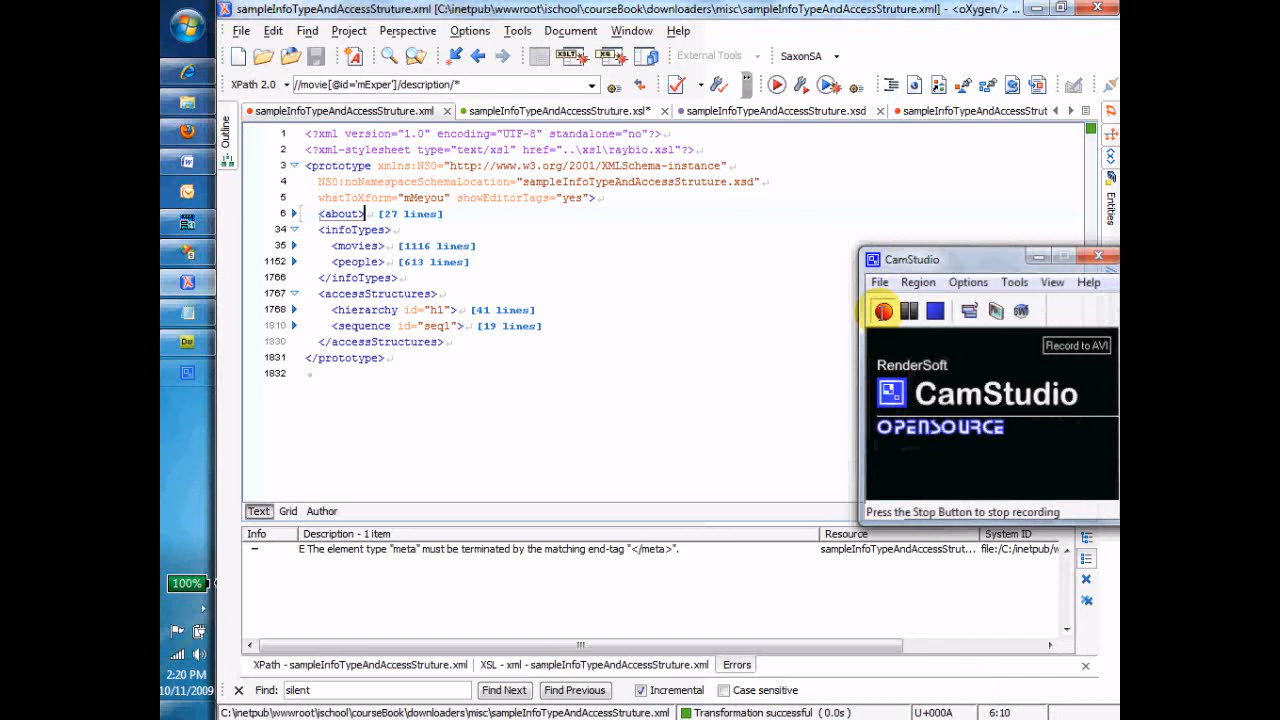 sampleInfoTypeAndAccessStruture.xml [C:\inetpub\wwwroot\ischool\courseBook\downloaders\misc\sampleInfoTypeAndAccessStruture.xml] - <oXygen/> ...
File Edit Find Project Perspective Options Tools Document Window Help
External Tools SaxonSA
XPath 2.0 //movie[@id='mExper']/description/*
sampleInfoTypeAndAccessStruture.xml sampleInfoTypeAndAccessStruture.xsl* sampleInfoTypeAndAccessStruture.xsd sampleInfoTypeAndAccessStrut
Outline
Entities
1 <?xml version="1.0" encoding="UTF-8" standalone="no"?>
2 <?xml-stylesheet type="text/xsl" href="..\xsl\raybio.xsl"?>
3 <prototype xmlns:NS0="http://www.w3.org/2001/XMLSchema-instance"
4 NS0:noNamespaceSchemaLocation="sampleInfoTypeAndAccessStruture.xsd"
5 whatToXform="mMeyou" showEditorTags="yes">
6 <about> [27 lines]
34 <infoTypes>
35 <movies> [1116 lines]
1152 <people> [613 lines]
1766 </infoTypes>
1767 <accessStructures>
1768 <hierarchy id="h1"> [41 lines]
1810 <sequence id="seq1"> [19 lines]
1830 </accessStructures>
1831 </prototype>
1832
CamStudio
File Region Options Tools View Help
Record to AVI
RenderSoft
CamStudio
OPENSOURCE
Press the Stop Button to stop recording
Text Grid Author
Info Description - 1 item Resource System ID
E The element type "meta" must be terminated by the matching end-tag "</meta>". sampleInfoTypeAndAccessStrut... file:/C:/inetpub/w
XPath - sampleInfoTypeAndAccessStruture.xml XSL - xml - sampleInfoTypeAndAccessStruture.xml Errors
Find: silent Find Next Find Previous Incremental Case sensitive
C:\inetpub\wwwroot\ischool\courseBook\downloaders\misc\sampleInfoTypeAndAccessStruture.xml Transformation successful (0.0s) U+000A 6:10
100%
2:20 PM
10/11/2009